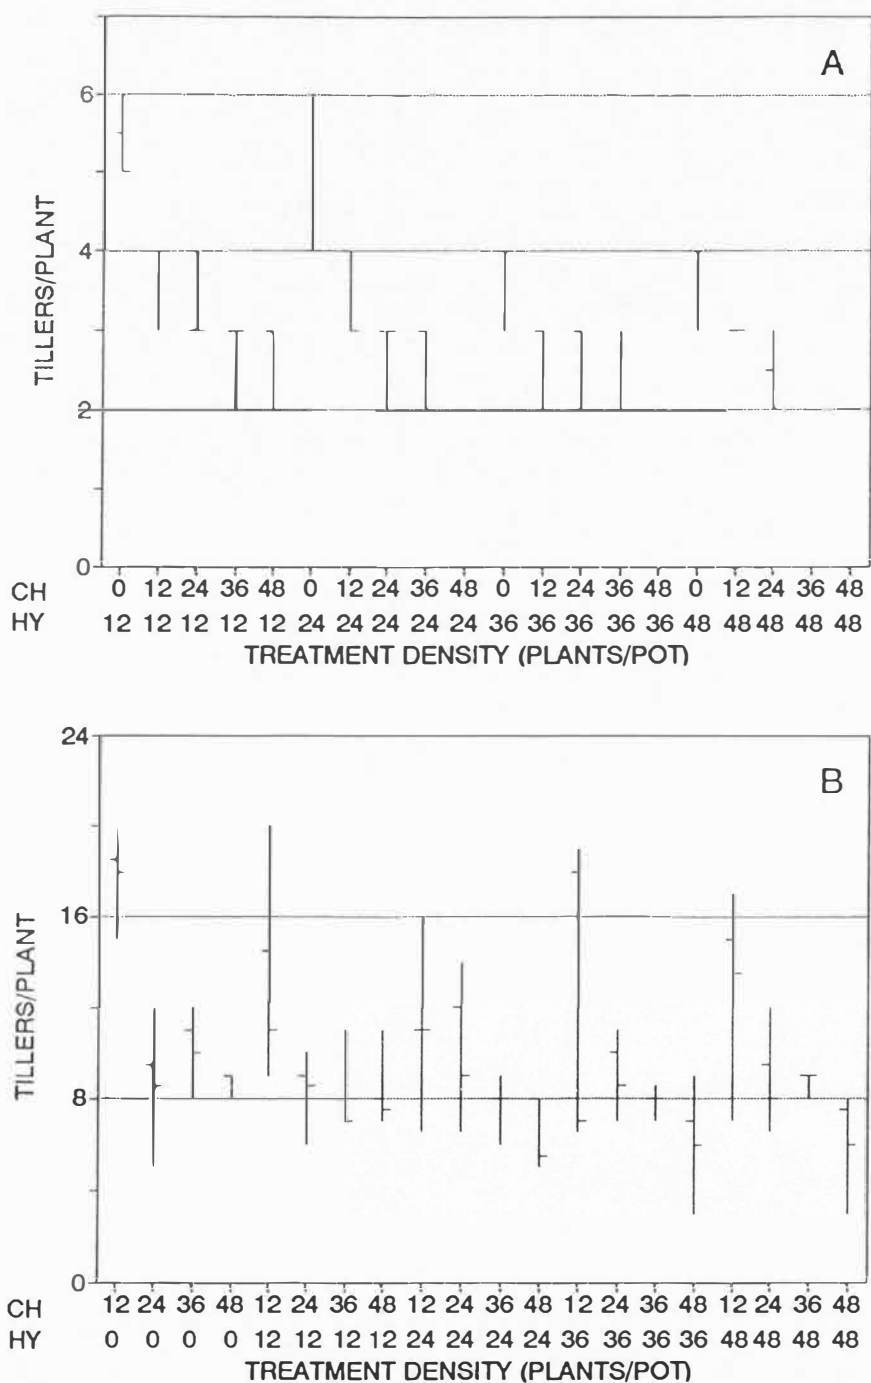 A
6
4
2
0
TILLERS/PLANT
CH 0 12 24 36 48 0 12 24 36 48 0 12 24 36 48 0 12 24 36 48
HY 12 12 12 12 12 24 24 24 24 24 36 36 36 36 36 48 48 48 48 48
TREATMENT DENSITY (PLANTS/POT)
B
24
16
8
0
TILLERS/PLANT
CH 12 24 36 48 12 24 36 48 12 24 36 48 12 24 36 48 12 24 36 48
HY 0 0 0 0 12 12 12 12 24 24 24 24 36 36 36 36 48 48 48 48
TREATMENT DENSITY (PLANTS/POT)